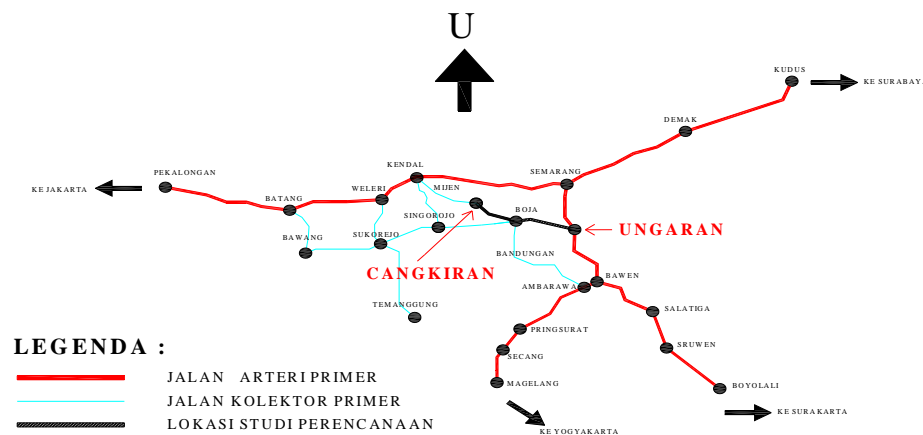 U
KUDUS
KE SURABAY
DEMAK
KENDAL
SEMARANG
PEKALONGAN
MIJEN
KE JAKARTA
WELERI
BATANG
BOJA
SINGOROJO
UNGARAN
SUKOREJO
BAWANG
BANDUNGAN
CANGKIRAN
BAWEN
AMBARAWA
TEMANGGUNG
SALATIGA
PRINGSURAT
LEGENDA :
SRUWEN
SECANG
JALAN ARTERI PRIMER
MAGELANG
BOYOLALI
JALAN KOLEKTOR PRIMER
KE SURAKARTA
LOKASI STUDI PERENCANAAN
KE YOGYAKARTA